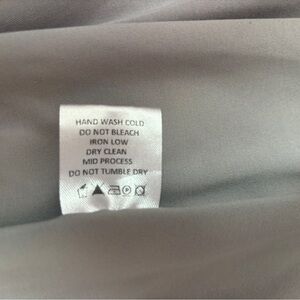 HAND WASH COLD
DO NOT BLEACH
IRON LOW
DRY CLEAN
MID PROCESS
DO NOT TUMBLE DRY